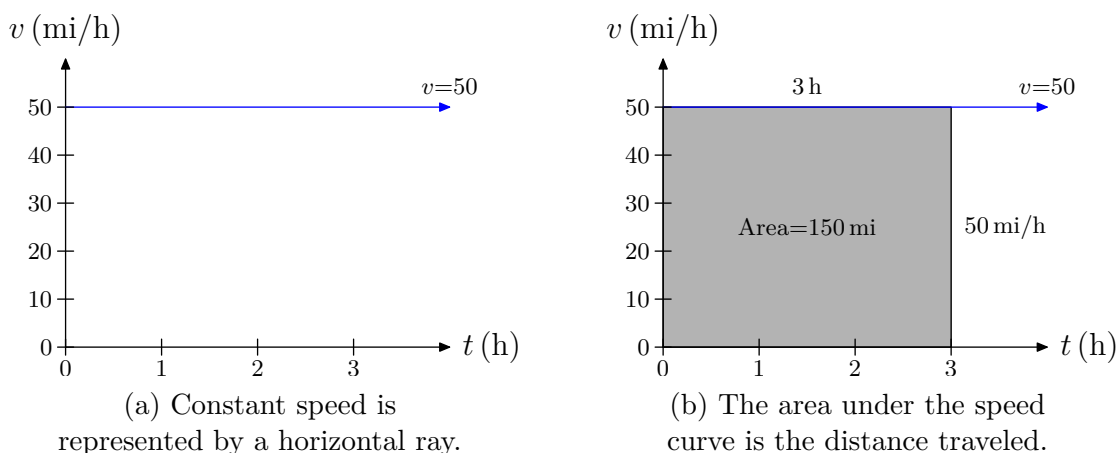 v (mi/h)
v=50
50
40
30
20
10
0
0 1 2 3
t (h)
(a) Constant speed is
represented by a horizontal ray.
v (mi/h)
3 h
v=50
50
40
30
20
10
0
Area=150 mi
50 mi/h
0 1 2 3
t (h)
(b) The area under the speed
curve is the distance traveled.